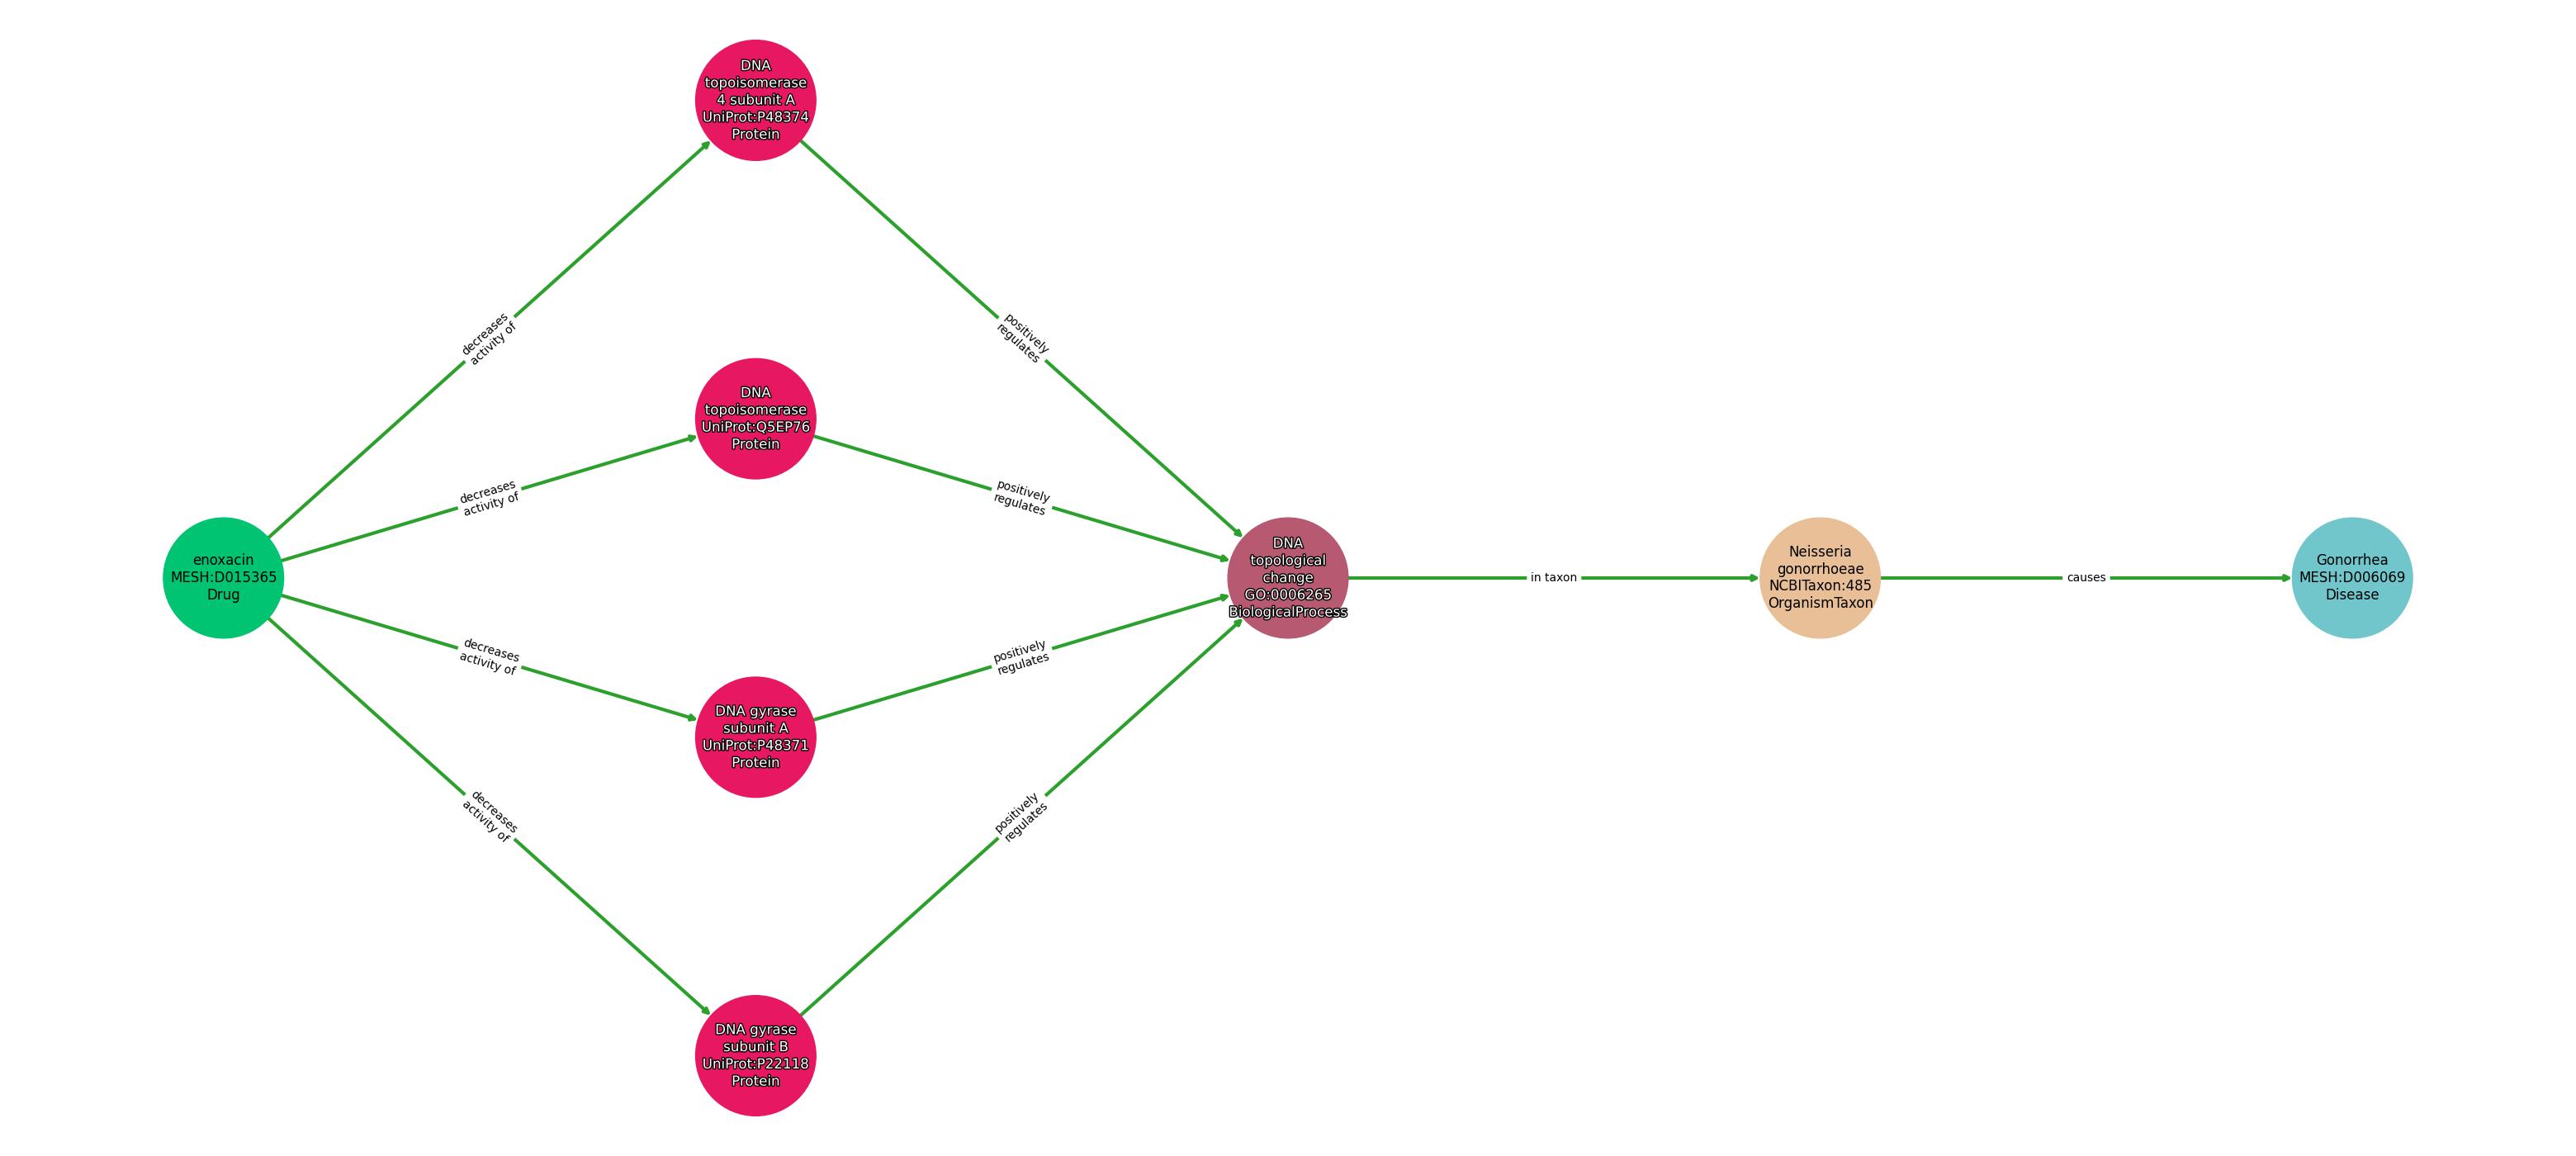 DNA
topoisomerase
4 subunit A
UniProt:P48374
Protein
decreases
activity of
positively
regulates
DNA
topoisomerase
UniProt:Q5EP76
Protein
decreases
activity of
positively
regulates
enoxacin
MESH:D015365
Drug
DNA
topological
change
GO:0006265
BiologicalProcess
in taxon
Neisseria
gonorrhoeae
NCBITaxon:485
OrganismTaxon
causes
Gonorrhea
MESH:D006069
Disease
decreases
activity of
positively
regulates
DNA gyrase
subunit A
UniProt:P48371
Protein
decreases
activity of
positively
regulates
DNA gyrase
subunit B
UniProt:P22118
Protein